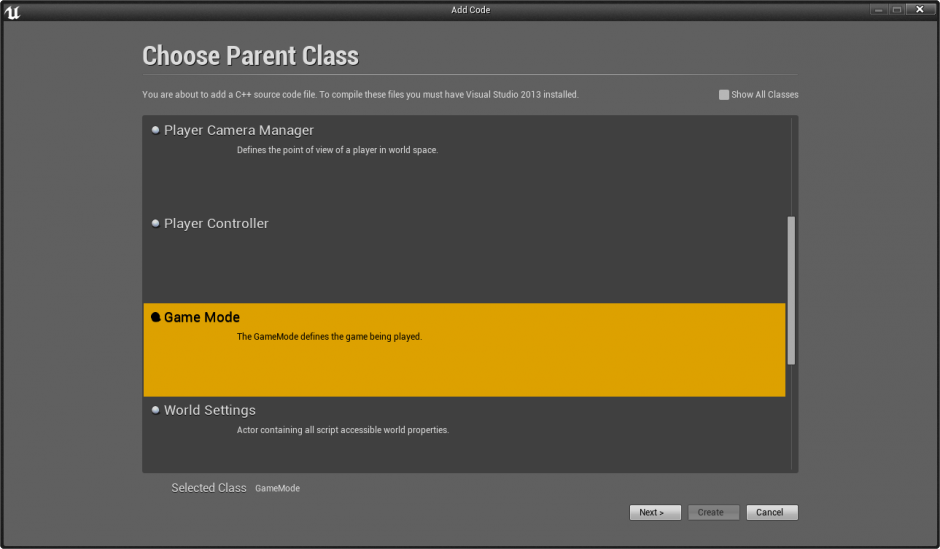 Add Code
Choose Parent Class
You are about to add a C++ source code file. To compile these files you must have Visual Studio 2013 installed.
Show All Classes
Player Camera Manager
Defines the point of view of a player in world space.
Player Controller
Game Mode
The GameMode defines the game being played.
World Settings
Actor containing all script accessible world properties.
Selected Class GameMode
Next > Create Cancel